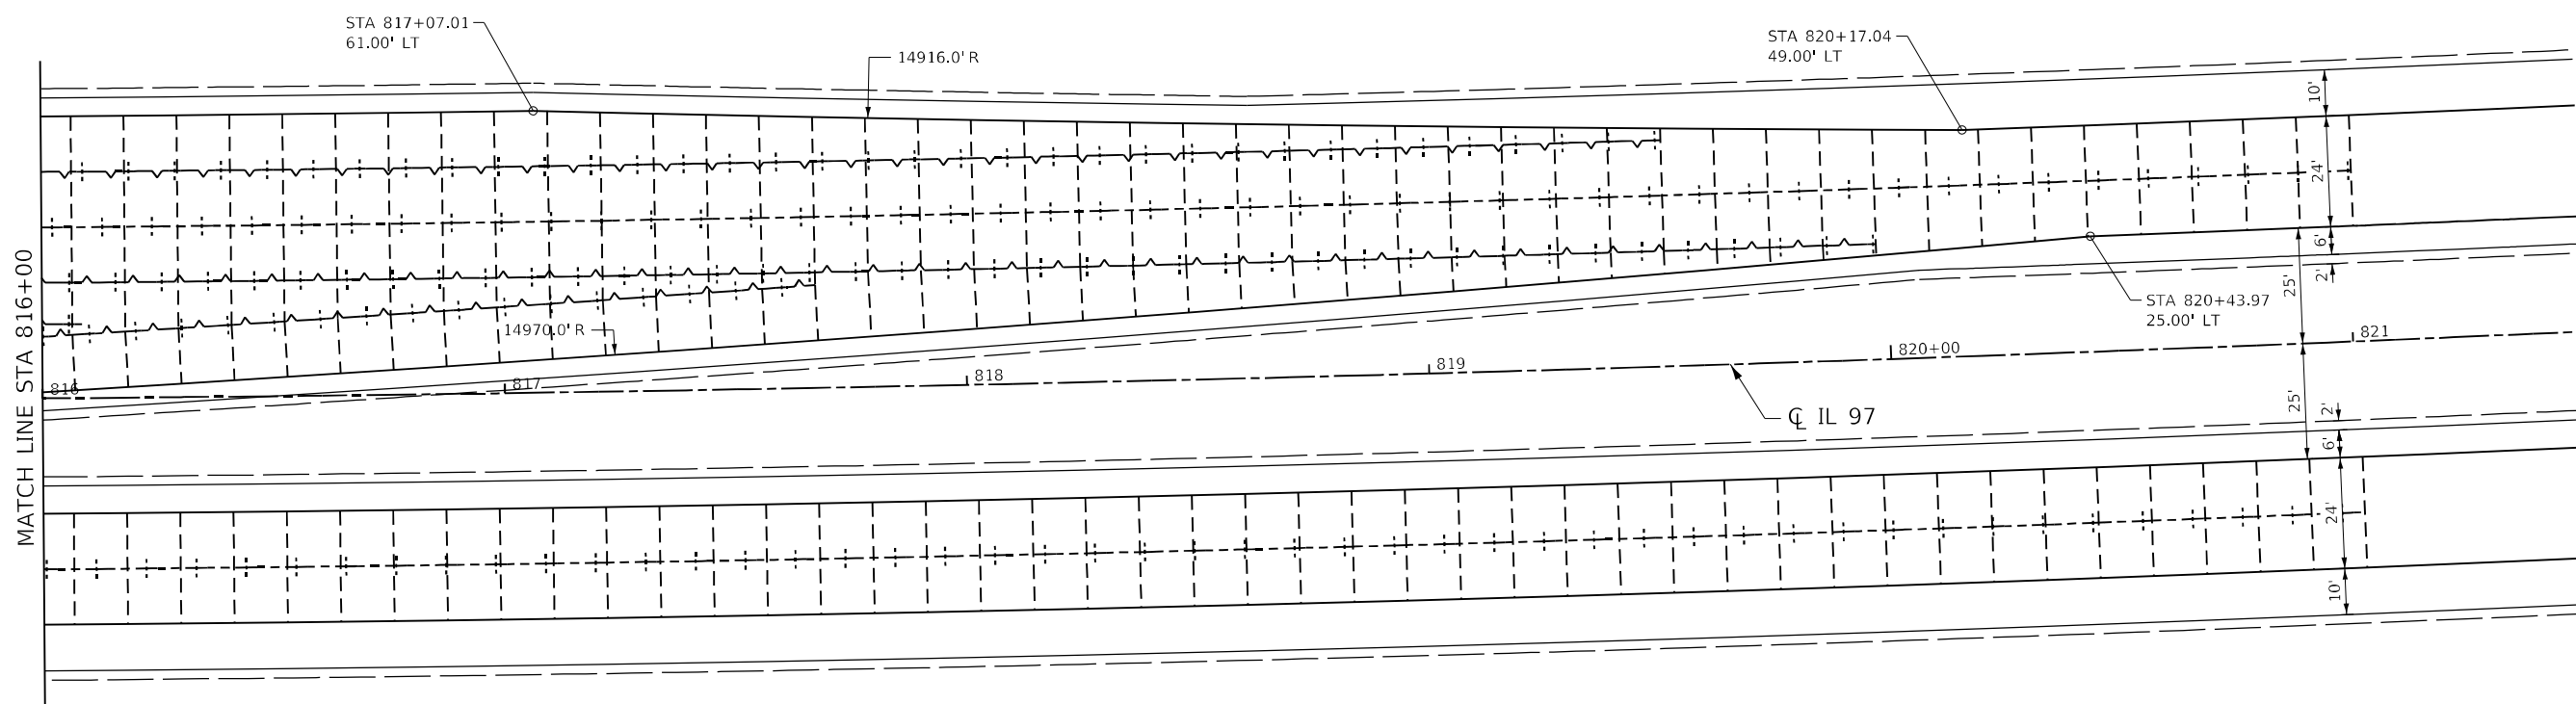 STA 817+07.01
61.00' LT
14916.0' R
STA 820+17.04
49.00' LT
10'
24'
6'
2'
25'
STA 820+43.97
25.00' LT
MATCH LINE STA 816+00
14970.0' R
816
817
818
819
820+00
821
℄ IL 97
25'
2'
6'
24'
10'